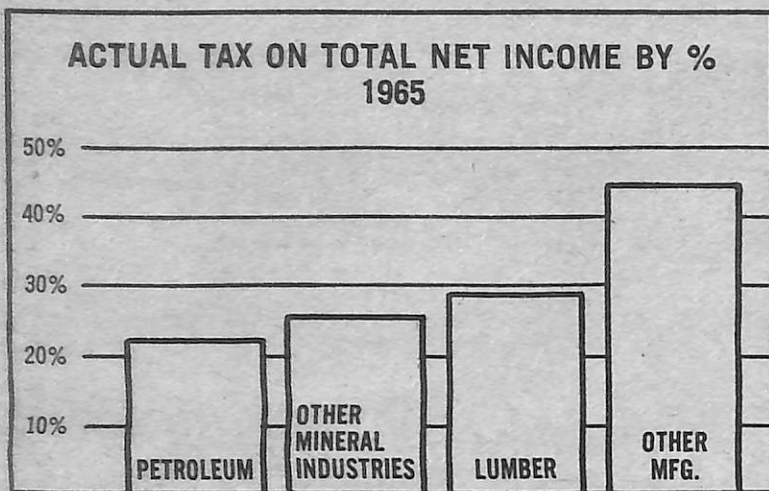 ACTUAL TAX ON TOTAL NET INCOME BY %
1965
50%
40%
30%
20%
10%
PETROLEUM
OTHER
MINERAL
INDUSTRIES
LUMBER
OTHER
MFG.